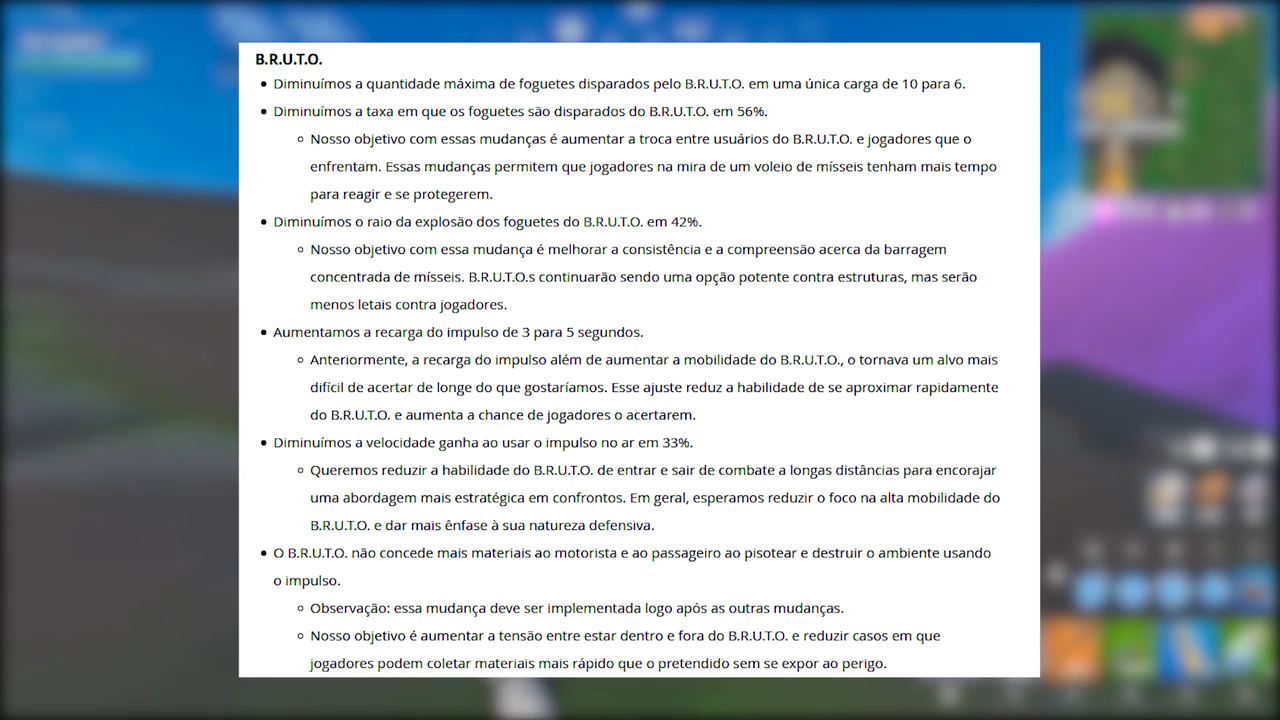 B.R.U.T.O.
• Diminuímos a quantidade máxima de foguetes disparados pelo B.R.U.T.O. em uma única carga de 10 para 6.
• Diminuímos a taxa em que os foguetes são disparados do B.R.U.T.O. em 56%.
◦ Nosso objetivo com essas mudanças é aumentar a troca entre usuários do B.R.U.T.O. e jogadores que o
enfrentam. Essas mudanças permitem que jogadores na mira de um voleio de mísseis tenham mais tempo
para reagir e se protegerem.
• Diminuímos o raio da explosão dos foguetes do B.R.U.T.O. em 42%.
◦ Nosso objetivo com essa mudança é melhorar a consistência e a compreensão acerca da barragem
concentrada de mísseis. B.R.U.T.O.s continuarão sendo uma opção potente contra estruturas, mas serão
menos letais contra jogadores.
• Aumentamos a recarga do impulso de 3 para 5 segundos.
◦ Anteriormente, a recarga do impulso além de aumentar a mobilidade do B.R.U.T.O., o tornava um alvo mais
difícil de acertar de longe do que gostaríamos. Esse ajuste reduz a habilidade de se aproximar rapidamente
do B.R.U.T.O. e aumenta a chance de jogadores o acertarem.
• Diminuímos a velocidade ganha ao usar o impulso no ar em 33%.
◦ Queremos reduzir a habilidade do B.R.U.T.O. de entrar e sair de combate a longas distâncias para encorajar
uma abordagem mais estratégica em confrontos. Em geral, esperamos reduzir o foco na alta mobilidade do
B.R.U.T.O. e dar mais ênfase à sua natureza defensiva.
• O B.R.U.T.O. não concede mais materiais ao motorista e ao passageiro ao pisotear e destruir o ambiente usando
o impulso.
◦ Observação: essa mudança deve ser implementada logo após as outras mudanças.
◦ Nosso objetivo é aumentar a tensão entre estar dentro e fora do B.R.U.T.O. e reduzir casos em que
jogadores podem coletar materiais mais rápido que o pretendido sem se expor ao perigo.